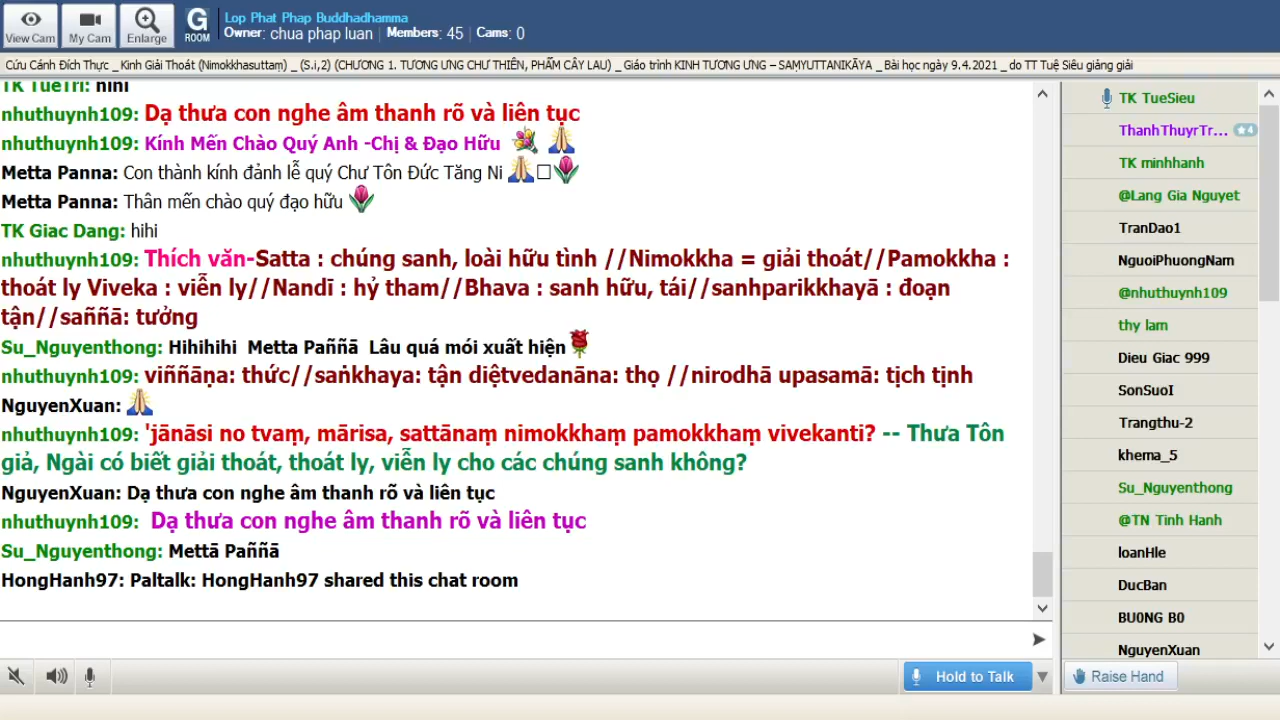 Lop Phat Phap Buddhadhamma
View Cam My Cam Enlarge G ROOM Owner: chua pháp luan Members: 45 Cams: 0
Cứu Cánh Đích Thực _Kinh Giải Thoát (Nimokkhasuttaṃ) _ (S.i,2) (CHƯƠNG 1. TƯƠNG ƯNG CHƯ THIÊN, PHẨM CÂY LAU) _Giáo trình KINH TƯƠNG ƯNG – SAṂYUTTANIKĀYA _Bài học ngày 9.4.2021 _ do TT Tuệ Siêu giảng giải
TK TueTri: hihi
nhuthuynh109: Dạ thưa con nghe âm thanh rõ và liên tục
nhuthuynh109: Kính Mến Chào Quý Anh -Chị & Đạo Hữu
Metta Panna: Con thành kính đảnh lễ quý Chư Tôn Đức Tăng Ni
Metta Panna: Thân mến chào quý đạo hữu
TK Giac Dang: hihi
nhuthuynh109: Thích văn-Satta : chúng sanh, loài hữu tình //Nimokkha = giải thoát//Pamokkha :
thoát ly Viveka : viễn ly//Nandī : hỷ tham//Bhava : sanh hữu, tái//sanhparikkhayā : đoạn
tận//saññā: tưởng
Su_Nguyenthong: Hihihihi Metta Paññā Lâu quá mói xuất hiện
nhuthuynh109: viññāṇa: thức//saṅkhaya: tận diệtvedanāna: thọ //nirodhā upasamā: tịch tịnh
NguyenXuan:
nhuthuynh109: 'jānāsi no tvaṃ, mārisa, sattānaṃ nimokkhaṃ pamokkhaṃ vivekanti? -- Thưa Tôn
giả, Ngài có biết giải thoát, thoát ly, viễn ly cho các chúng sanh không?
NguyenXuan: Dạ thưa con nghe âm thanh rõ và liên tục
nhuthuynh109: Dạ thưa con nghe âm thanh rõ và liên tục
Su_Nguyenthong: Mettā Paññā
HongHanh97: Paltalk: HongHanh97 shared this chat room
TK TueSieu
ThanhThuyrTr... 4
TK minhhanh
@Lang Gia Nguyet
TranDao1
NguoiPhuongNam
@nhuthuynh109
thy lam
Dieu Giac 999
SonSuoI
Trangthu-2
khema_5
Su_Nguyenthong
@TN Tinh Hanh
loanHle
DucBan
BU0NG B0
NguyenXuan
Hold to Talk
Raise Hand